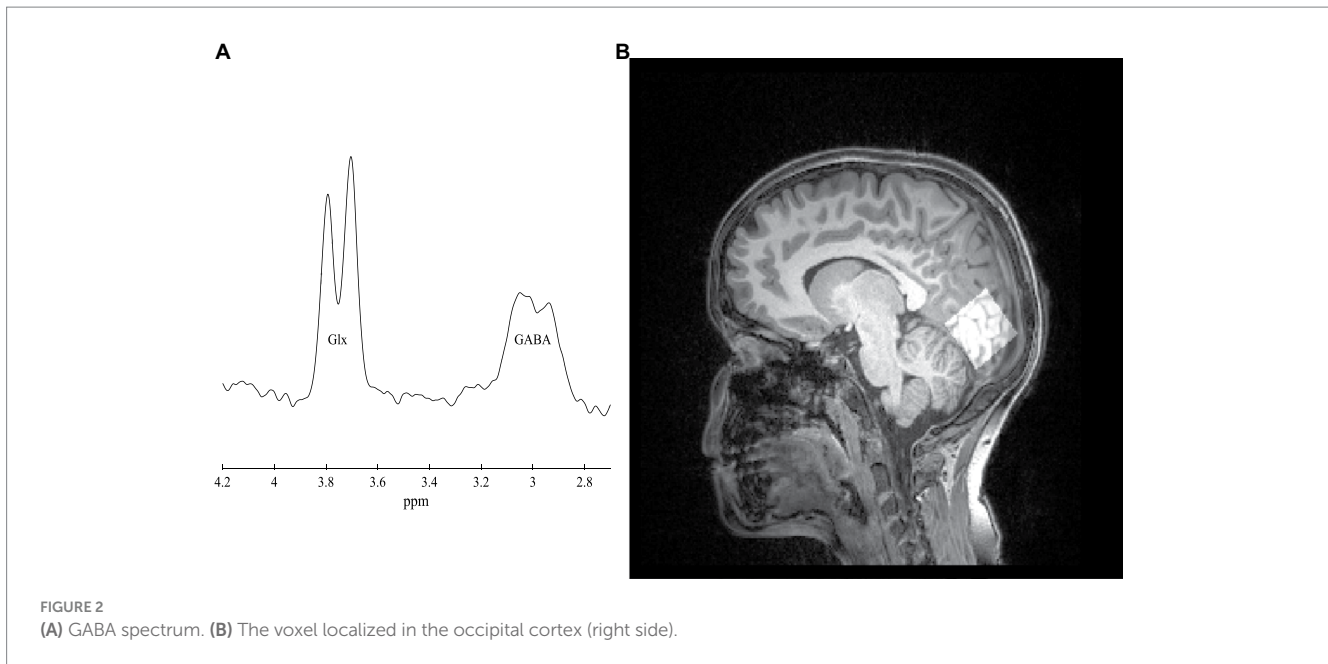 A
B
Glx
GABA
4.2 4 3.8 3.6 3.4 3.2 3 2.8
ppm
FIGURE 2
(A) GABA spectrum. (B) The voxel localized in the occipital cortex (right side).